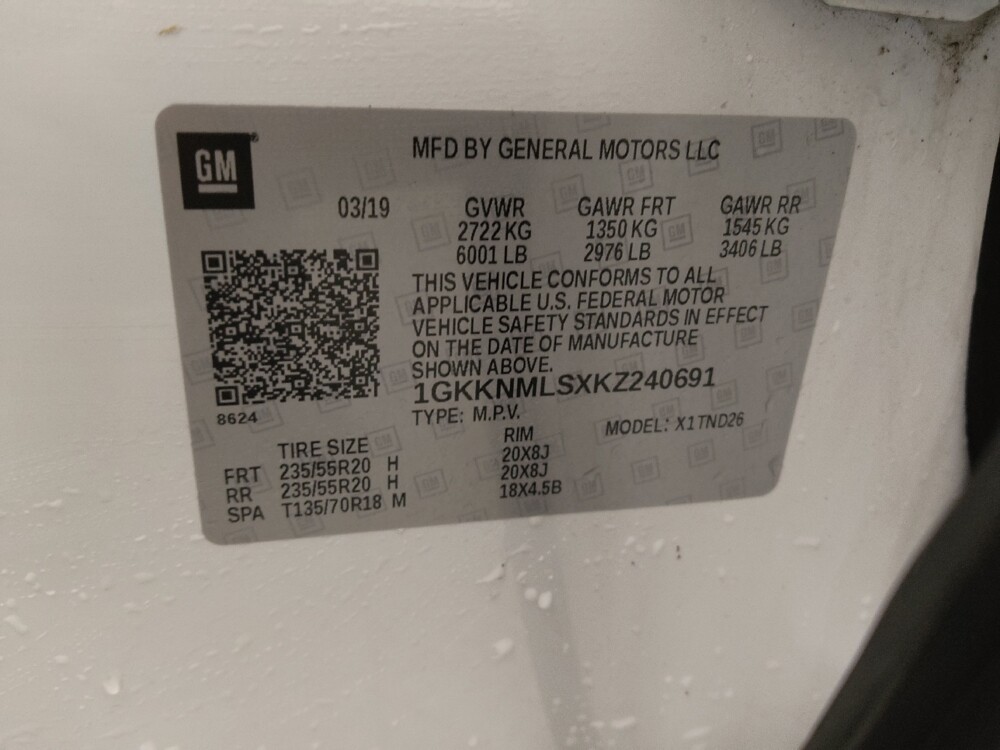 GM
MFD BY GENERAL MOTORS LLC
03/19 GVWR GAWR FRT GAWR RR
2722 KG 1350 KG 1545 KG
6001 LB 2976 LB 3406 LB
THIS VEHICLE CONFORMS TO ALL
APPLICABLE U.S. FEDERAL MOTOR
VEHICLE SAFETY STANDARDS IN EFFECT
ON THE DATE OF MANUFACTURE
SHOWN ABOVE.
1GKKNMLSXKZ240691
8624
TYPE: M.P.V. MODEL: X1TND26
TIRE SIZE RIM
FRT 235/55R20 H 20X8J
RR 235/55R20 H 20X8J
SPA T135/70R18 M 18X4.5B